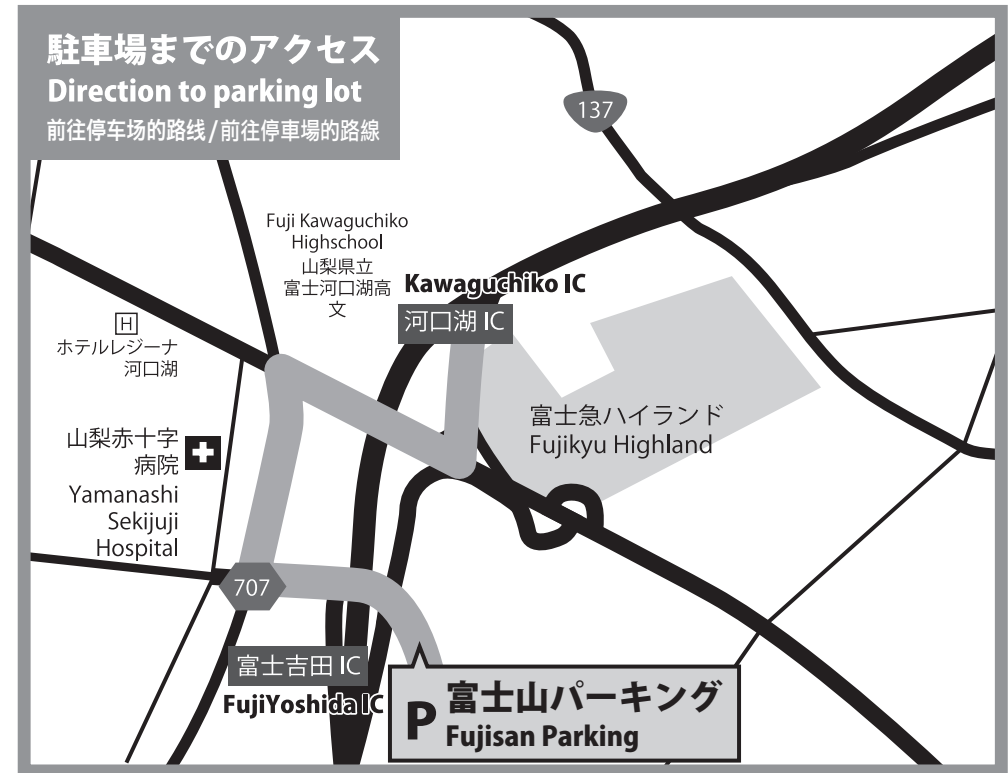 駐車場までのアクセス
Direction to parking lot
前往停车场的路线/前往停車場的路線
137
Fuji Kawaguchiko
Highschool
山梨県立
富士河口湖高
文
Kawaguchiko IC
河口湖 IC
H
ホテルレジーナ
河口湖
富士急ハイランド
Fujikyu Highland
山梨赤十字
病院
Yamanashi
Sekijuji
Hospital
707
富士吉田 IC
FujiYoshida IC
P
富士山パーキング
Fujisan Parking